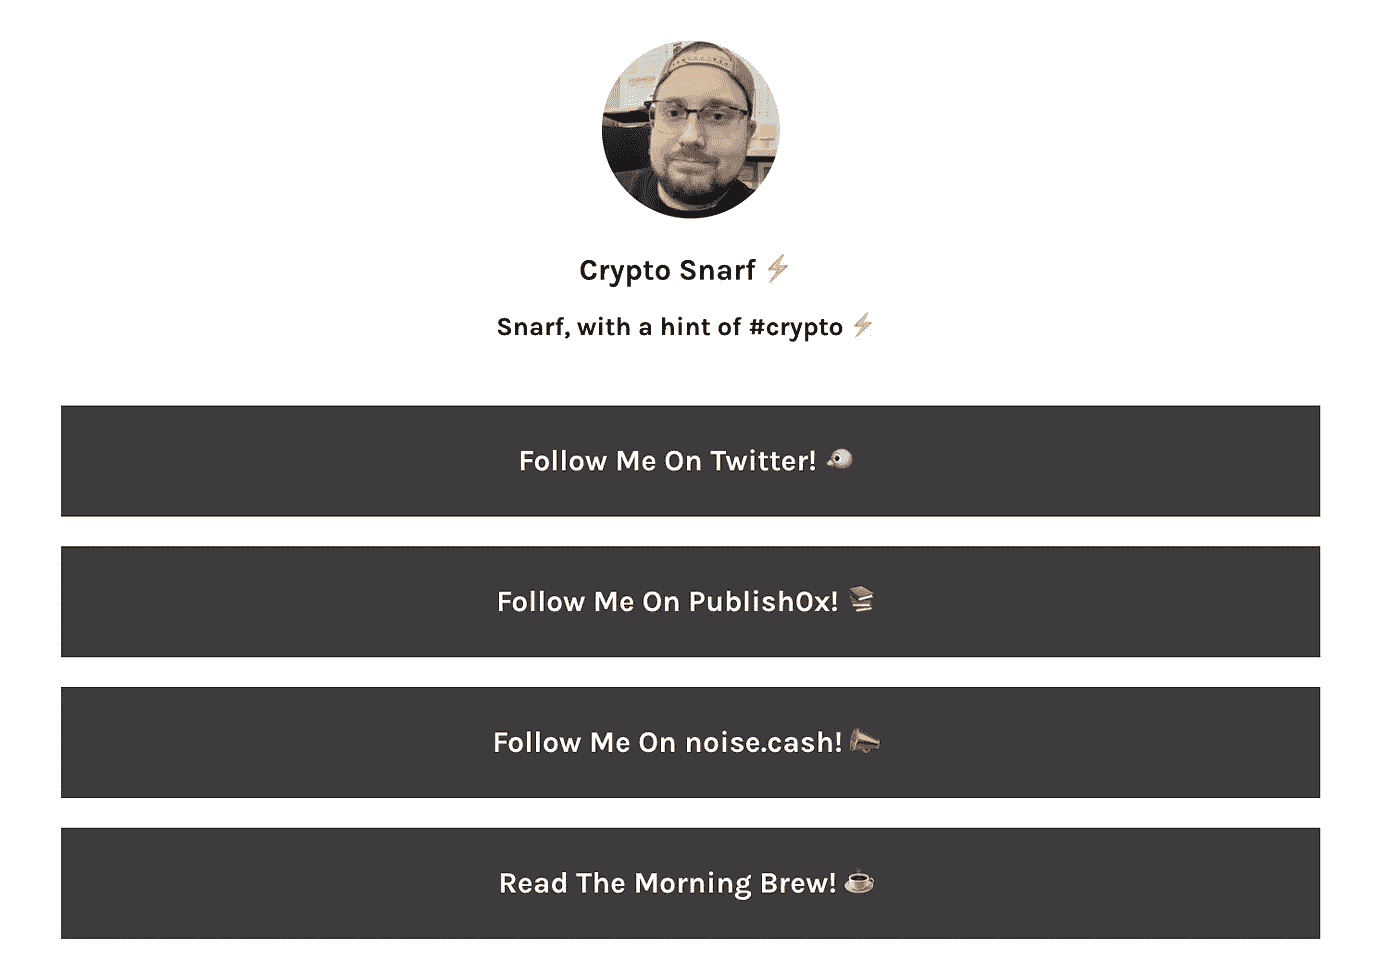 Crypto Snarf ⚡
Snarf, with a hint of #crypto ⚡
Follow Me On Twitter! 🐦
Follow Me On Publish0x! 📚
Follow Me On noise.cash! 📣
Read The Morning Brew! ☕